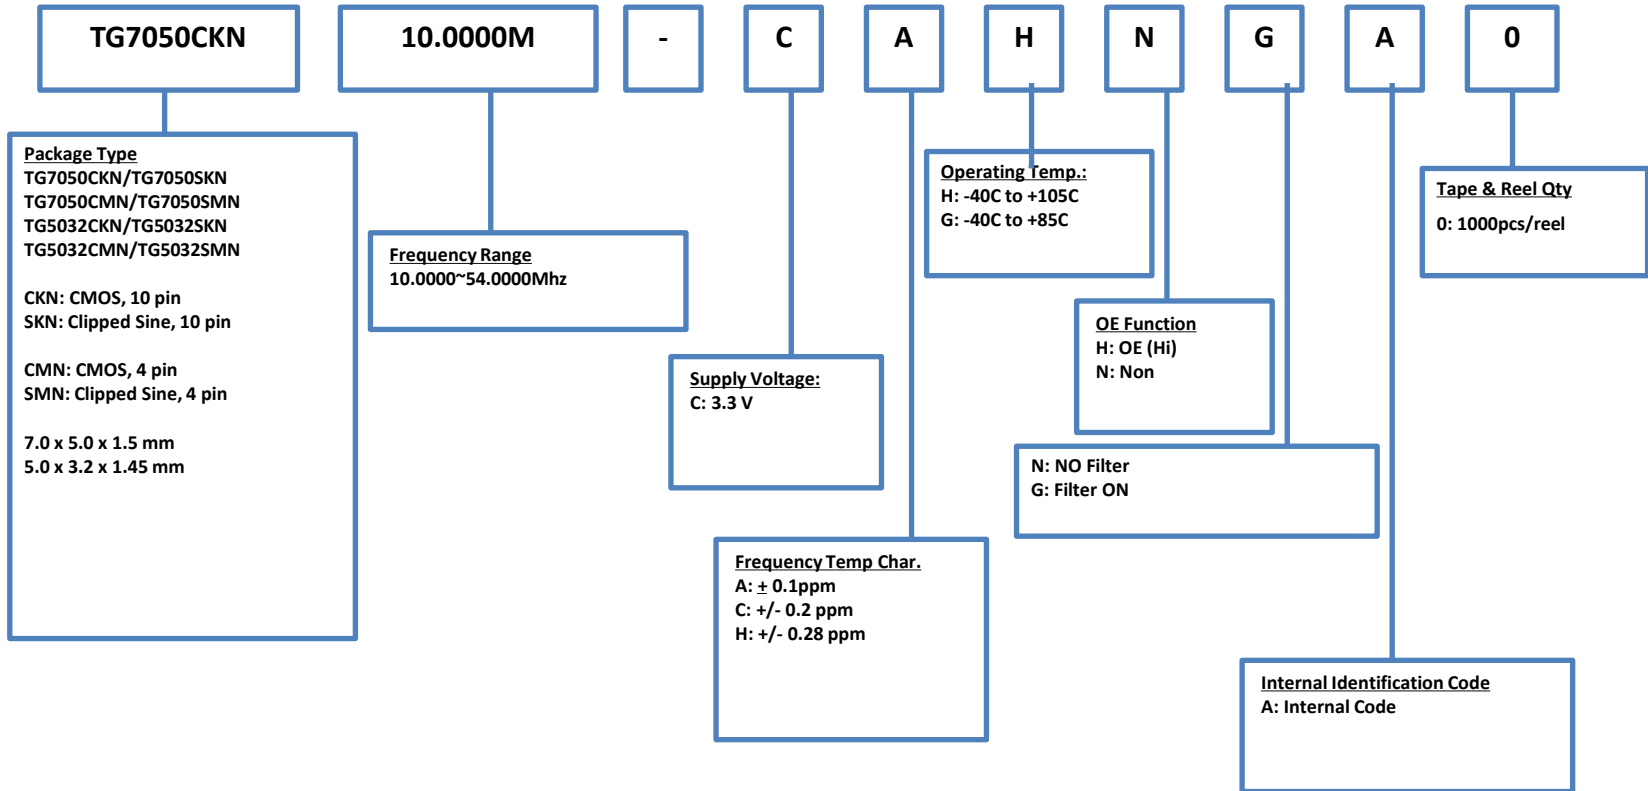 TG7050CKN 10.0000M - C A H N G A 0
Package Type
TG7050CKN/TG7050SKN
TG7050CMN/TG7050SMN
TG5032CKN/TG5032SKN
TG5032CMN/TG5032SMN
CKN: CMOS, 10 pin
SKN: Clipped Sine, 10 pin
CMN: CMOS, 4 pin
SMN: Clipped Sine, 4 pin
7.0 x 5.0 x 1.5 mm
5.0 x 3.2 x 1.45 mm
Frequency Range
10.0000~54.0000Mhz
Supply Voltage:
C: 3.3 V
Frequency Temp Char.
A: ± 0.1ppm
C: +/- 0.2 ppm
H: +/- 0.28 ppm
Operating Temp.:
H: -40C to +105C
G: -40C to +85C
OE Function
H: OE (Hi)
N: Non
N: NO Filter
G: Filter ON
Internal Identification Code
A: Internal Code
Tape & Reel Qty
0: 1000pcs/reel